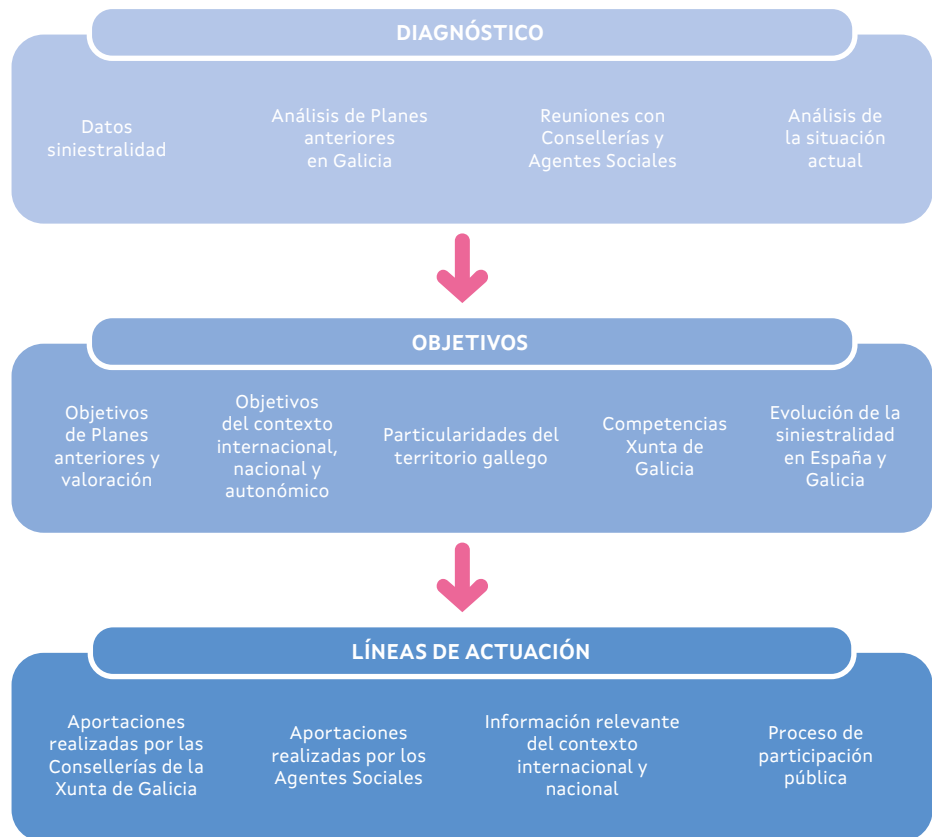 DIAGNÓSTICO
Datos
siniestralidad
Análisis de Planes
anteriores
en Galicia
Reuniones con
Consellerías y
Agentes Sociales
Análisis de
la situación
actual
OBJETIVOS
Objetivos
de Planes
anteriores y
valoración
Objetivos
del contexto
internacional,
nacional y
autonómico
Particularidades del
territorio gallego
Competencias
Xunta de
Galicia
Evolución de la
siniestralidad
en España y
Galicia
LÍNEAS DE ACTUACIÓN
Aportaciones
realizadas por las
Consellerías de la
Xunta de Galicia
Aportaciones
realizadas por los
Agentes Sociales
Información relevante
del contexto
internacional y
nacional
Proceso de
participación
pública